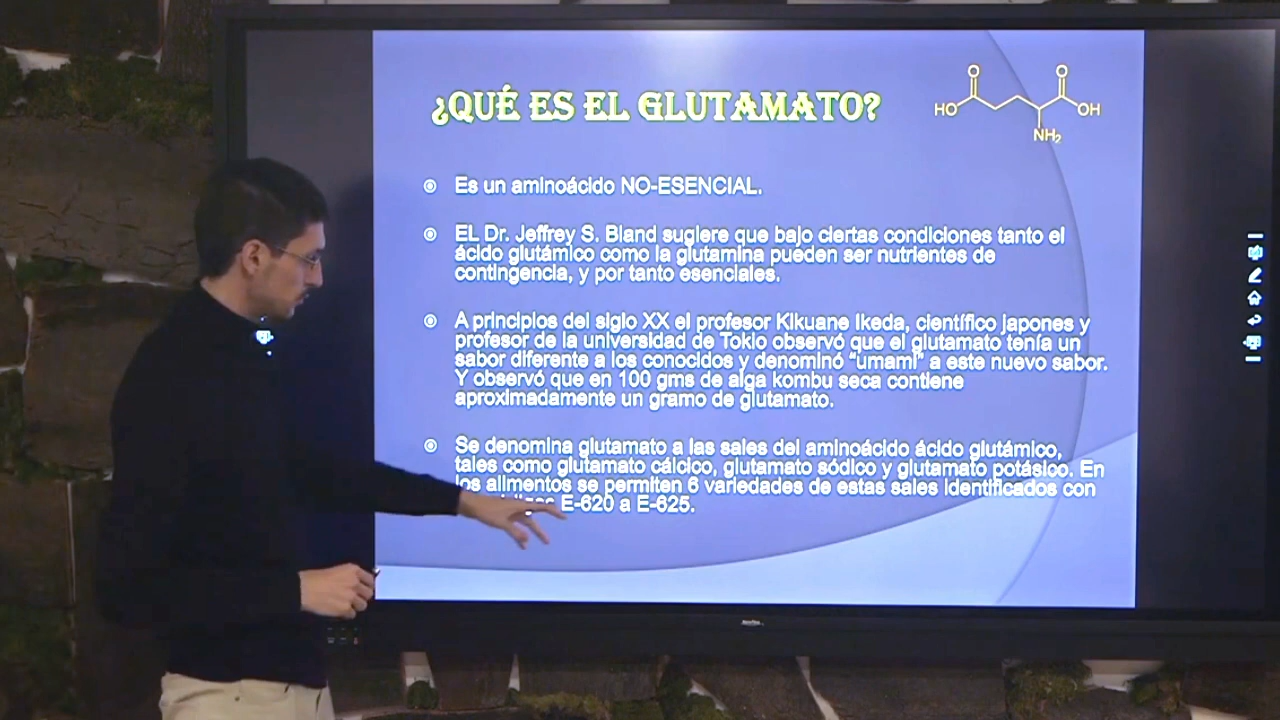 ¿QUÉ ES EL GLUTAMATO?
O O
HO OH
NH₂
Es un aminoácido NO-ESENCIAL.
EL Dr. Jeffrey S. Bland sugiere que bajo ciertas condiciones tanto el
ácido glutámico como la glutamina pueden ser nutrientes de
contingencia, y por tanto esenciales.
A principios del siglo XX el profesor Kikuane Ikeda, científico japones y
profesor de la universidad de Tokio observó que el glutamato tenía un
sabor diferente a los conocidos y denominó "umami" a este nuevo sabor.
Y observó que en 100 gms de alga kombu seca contiene
aproximadamente un gramo de glutamato.
Se denomina glutamato a las sales del aminoácido ácido glutámico,
tales como glutamato cálcico, glutamato sódico y glutamato potásico. En
los alimentos se permiten 6 variedades de estas sales identificados con
E-620 a E-625.